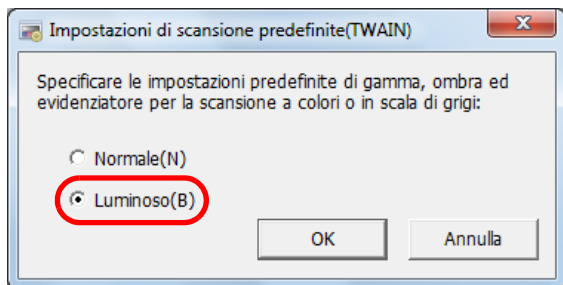 Impostazioni di scansione predefinite(TWAIN)
Specificare le impostazioni predefinite di gamma, ombra ed
evidenziatore per la scansione a colori o in scala di grigi:
Normale(N)
Luminoso(B)
OK
Annulla